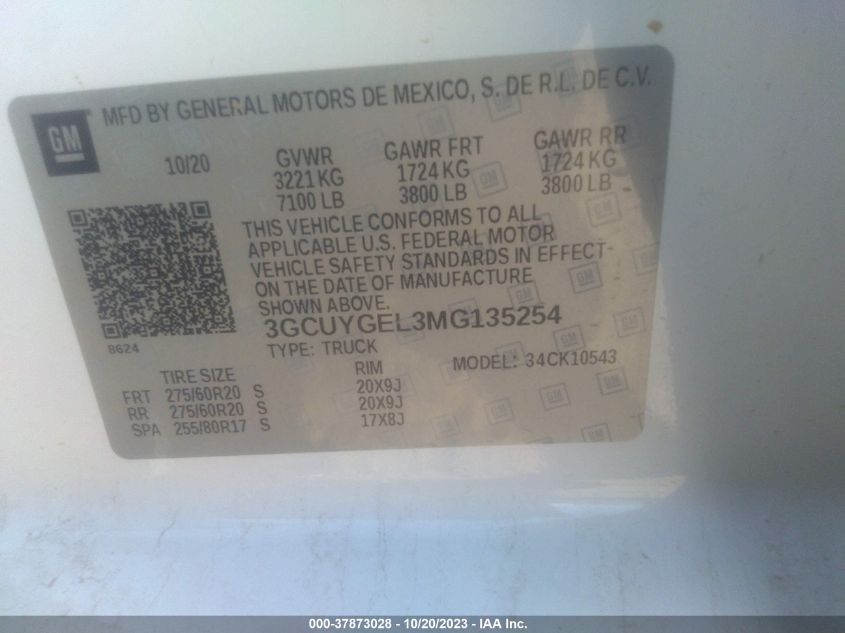 MFD BY GENERAL MOTORS DE MEXICO, S. DE R.L. DE C.V.
GM
10/20 GVWR GAWR FRT GAWR RR
3221 KG 1724 KG 1724 KG
7100 LB 3800 LB 3800 LB
THIS VEHICLE CONFORMS TO ALL
APPLICABLE U.S. FEDERAL MOTOR
VEHICLE SAFETY STANDARDS IN EFFECT
ON THE DATE OF MANUFACTURE
SHOWN ABOVE.
3GCUYGEL3MG135254
8624
TYPE: TRUCK MODEL: 34CK10543
TIRE SIZE RIM
FRT 275/60R20 S 20X9J
RR 275/60R20 S 20X9J
SPA 255/80R17 S 17X8J
000-37873028 - 10/20/2023 - IAA Inc.